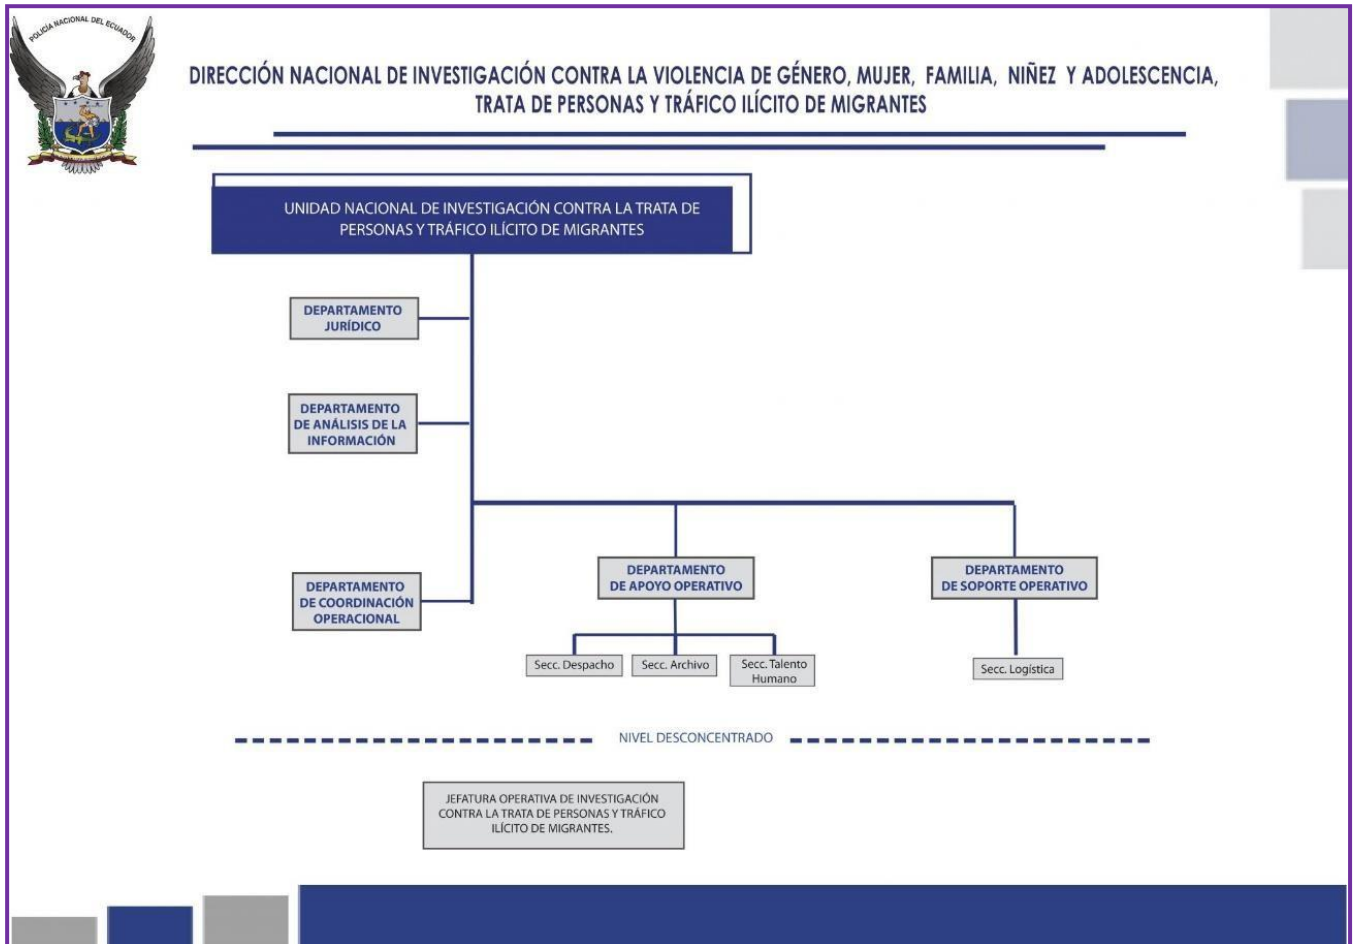 POLICÍA NACIONAL DEL ECUADOR
DIRECCIÓN NACIONAL DE INVESTIGACIÓN CONTRA LA VIOLENCIA DE GÉNERO, MUJER, FAMILIA, NIÑEZ Y ADOLESCENCIA,
TRATA DE PERSONAS Y TRÁFICO ILÍCITO DE MIGRANTES
UNIDAD NACIONAL DE INVESTIGACIÓN CONTRA LA TRATA DE
PERSONAS Y TRÁFICO ILÍCITO DE MIGRANTES
DEPARTAMENTO
JURÍDICO
DEPARTAMENTO
DE ANÁLISIS DE LA
INFORMACIÓN
DEPARTAMENTO
DE COORDINACIÓN
OPERACIONAL
DEPARTAMENTO
DE APOYO OPERATIVO
DEPARTAMENTO
DE SOPORTE OPERATIVO
Secc. Despacho
Secc. Archivo
Secc. Talento
Humano
Secc. Logística
NIVEL DESCONCENTRADO
JEFATURA OPERATIVA DE INVESTIGACIÓN
CONTRA LA TRATA DE PERSONAS Y TRÁFICO
ILÍCITO DE MIGRANTES.